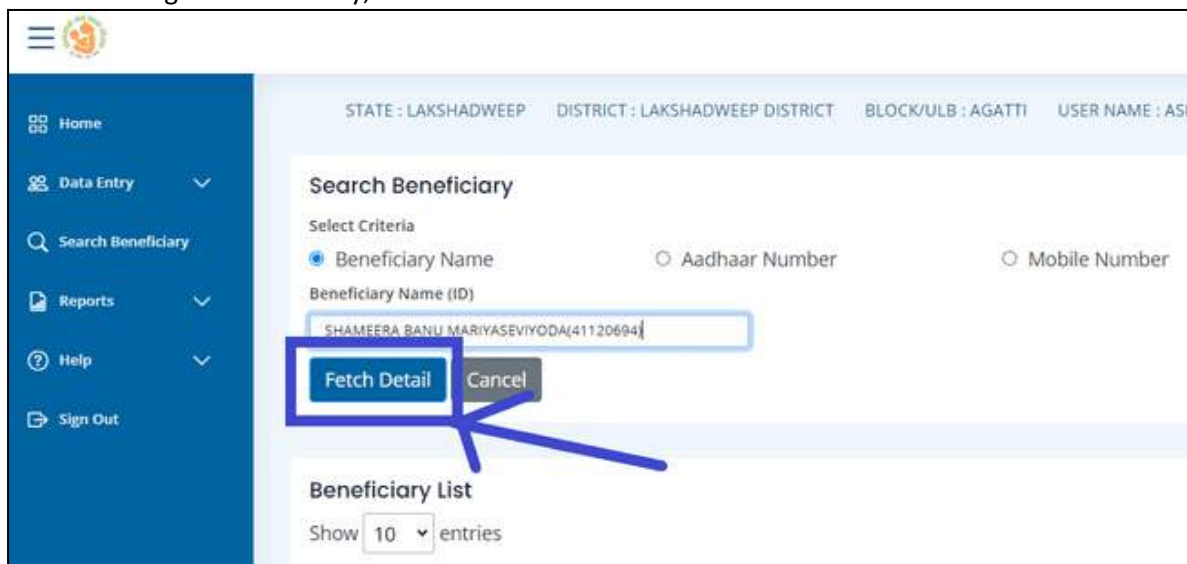 STATE : LAKSHADWEEP DISTRICT : LAKSHADWEEP DISTRICT BLOCK/ULB : AGATTI USER NAME :
Home
Data Entry
Search Beneficiary
Reports
Help
Sign Out
Search Beneficiary
Select Criteria
Beneficiary Name Aadhaar Number Mobile Number
Beneficiary Name (ID)
SHAMEERA BANU MARIYASEVIYODA(41120694)
Fetch Detail Cancel
Beneficiary List
Show 10 entries